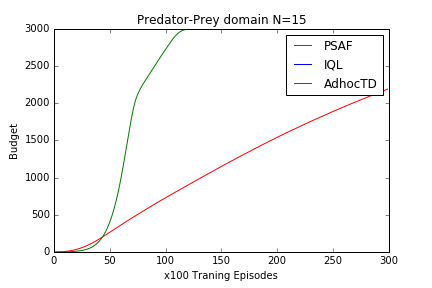 Predator-Prey domain N=15
3000
2500
2000
1500
1000
500
0
Budget
PSAF
IQL
AdhocTD
0 50 100 150 200 250 300
x100 Traning Episodes